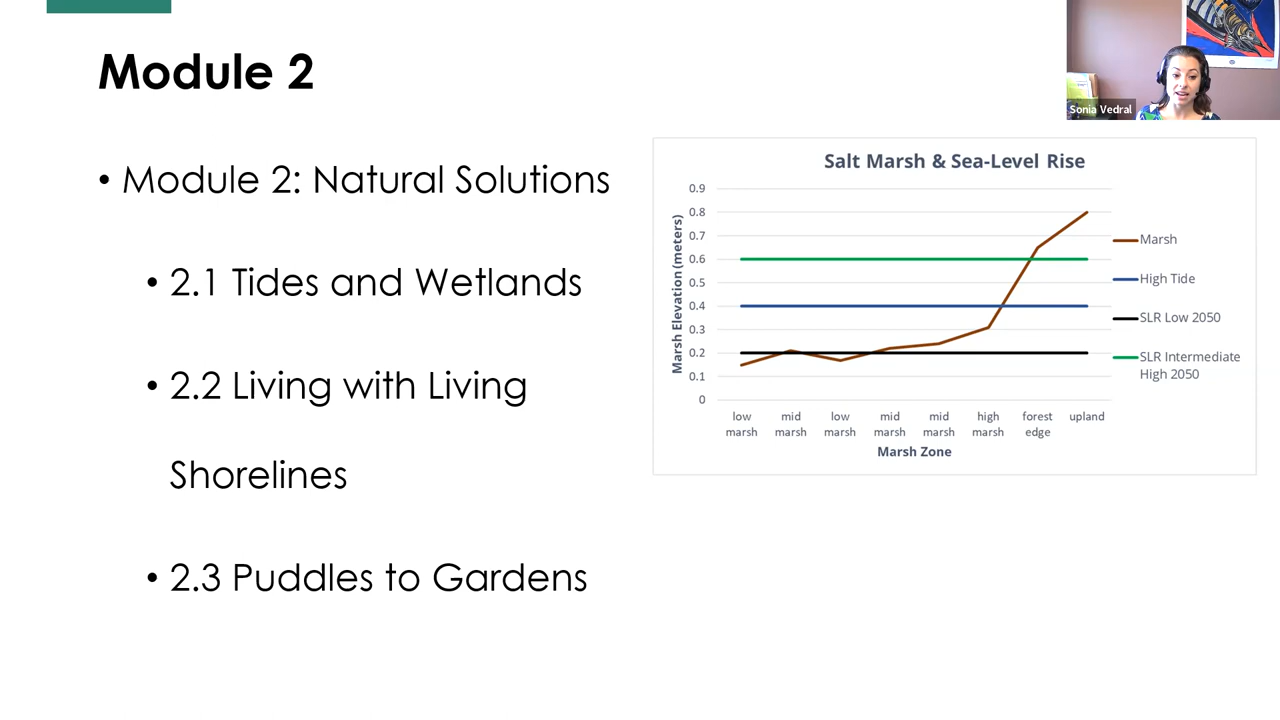 Module 2
Sonia Vedral
• Module 2: Natural Solutions
• 2.1 Tides and Wetlands
• 2.2 Living with Living
Shorelines
• 2.3 Puddles to Gardens
Salt Marsh & Sea-Level Rise
Marsh Elevation (meters)
0.9
0.8
0.7
0.6
0.5
0.4
0.3
0.2
0.1
0
low marsh
mid marsh
low marsh
mid marsh
mid marsh
high marsh
forest edge
upland
Marsh Zone
Marsh
High Tide
SLR Low 2050
SLR Intermediate
High 2050